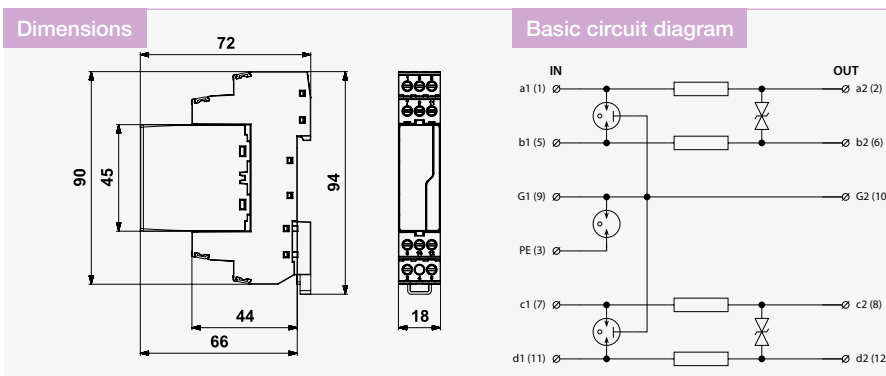 Dimensions
72
90
45
94
44
66
18
Basic circuit diagram
IN OUT
a1 (1) a2 (2)
b1 (5) b2 (6)
G1 (9) G2 (10
PE (3)
c1 (7) c2 (8)
d1 (11) d2 (12